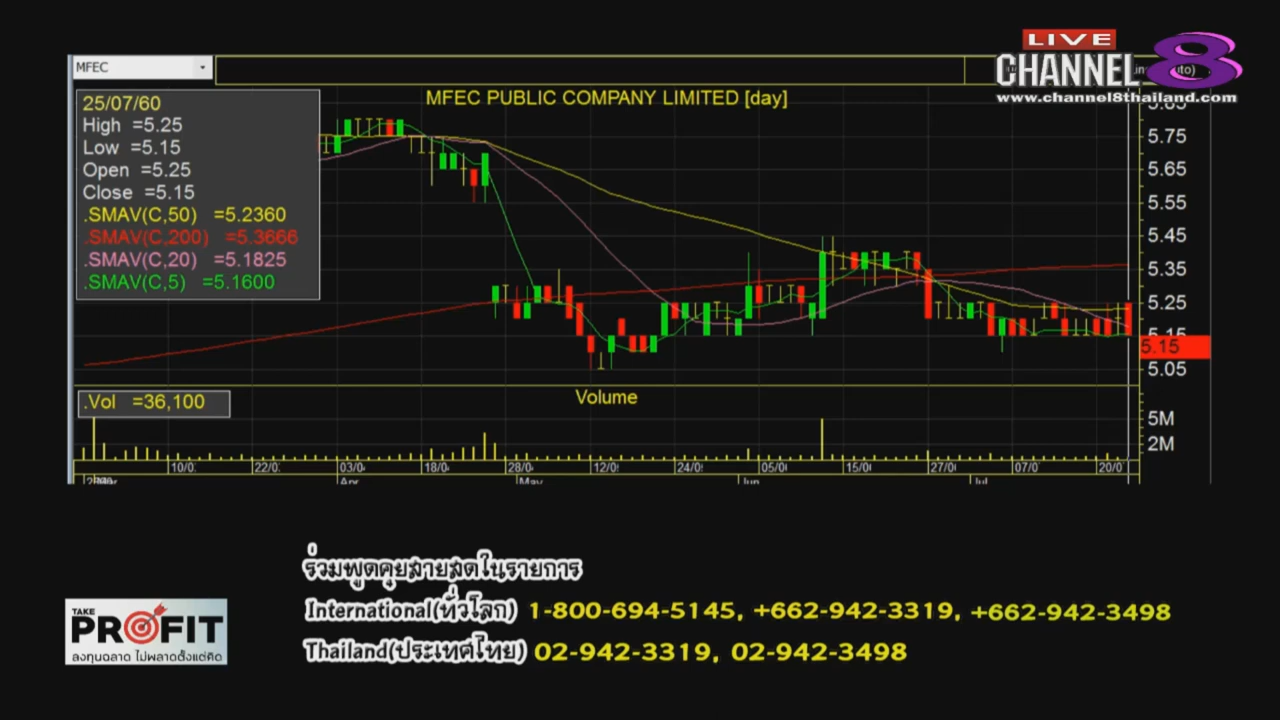 LIVE
CHANNEL 8
www.channel8thailand.com
MFEC
MFEC PUBLIC COMPANY LIMITED [day]
25/07/60
High =5.25
Low =5.15
Open =5.25
Close =5.15
.SMAV(C,50) =5.2360
.SMAV(C,200) =5.3666
.SMAV(C,20) =5.1825
.SMAV(C,5) =5.1600
5.75
5.65
5.55
5.45
5.35
5.25
5.15
5.15
5.05
.Vol =36,100
Volume
5M
2M
10/0 22/0 03/0 18/0 28/0 12/0 24/0 05/0 15/0 27/0 07/0 20/0
Apr May Jun Jul
ร่วมพูดคุยสายสดในรายการ
International(ทั่วโลก) 1-800-694-5145, +662-942-3319, +662-942-3498
Thailand(ประเทศไทย) 02-942-3319, 02-942-3498
TAKE
PROFIT
ลงทุนฉลาด ไม่พลาดตั้งแต่คิด